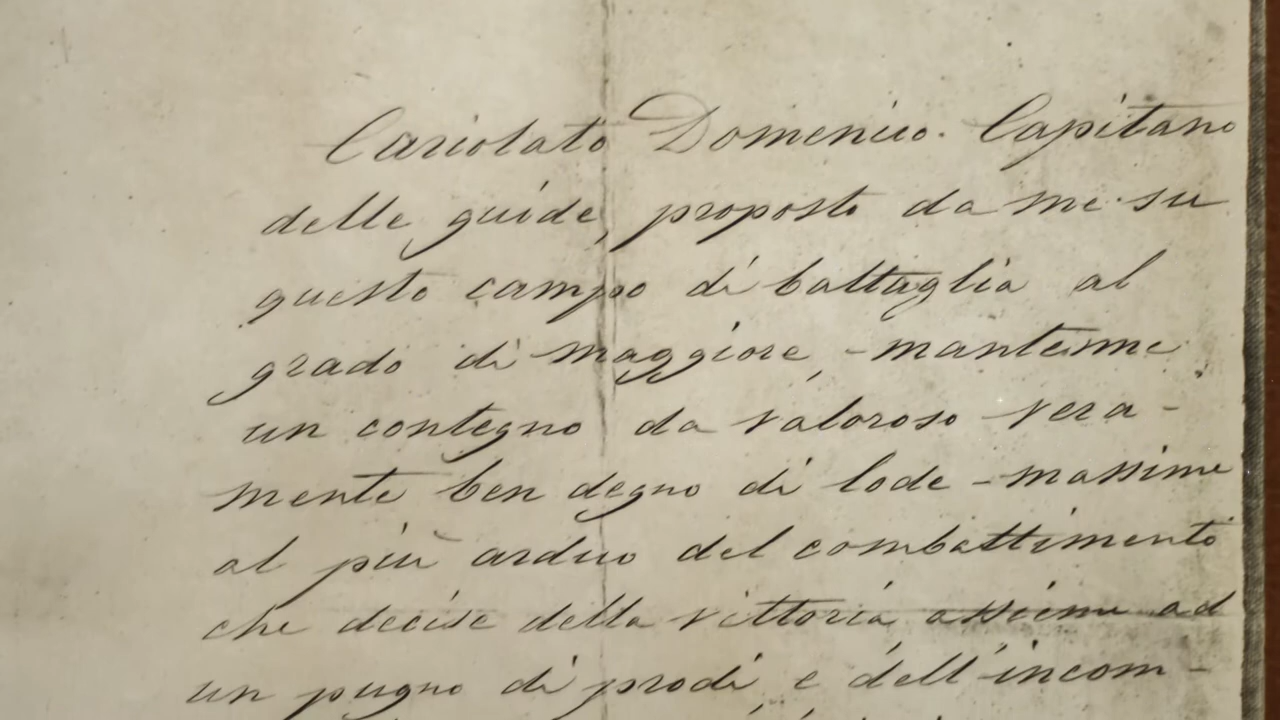 Cariolato Domenico. Capitano
delle guide, proposto da me su
questo campo di battaglia al
grado di maggiore, - mantenne
un contegno da valoroso vera-
mente ben degno di lode - massime
al più arduo del combattimento
che decise della vittoria assieme ad
un pugno di prodi e dell'incom-